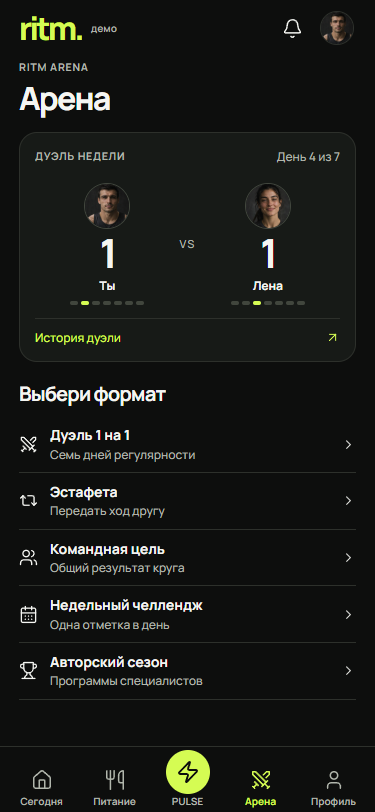 ritm. демо
RITM ARENA
Арена
ДУЭЛЬ НЕДЕЛИ День 4 из 7
1 VS 1
Ты Лена
История дуэли
Выбери формат
Дуэль 1 на 1
Семь дней регулярности
Эстафета
Передать ход другу
Командная цель
Общий результат круга
Недельный челлендж
Одна отметка в день
Авторский сезон
Программы специалистов
Сегодня Питание PULSE Арена Профиль